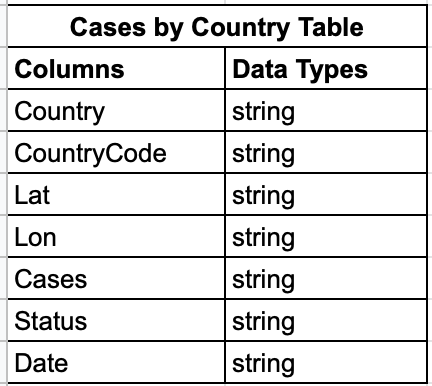 Cases by Country Table
Columns Data Types
Country string
CountryCode string
Lat string
Lon string
Cases string
Status string
Date string